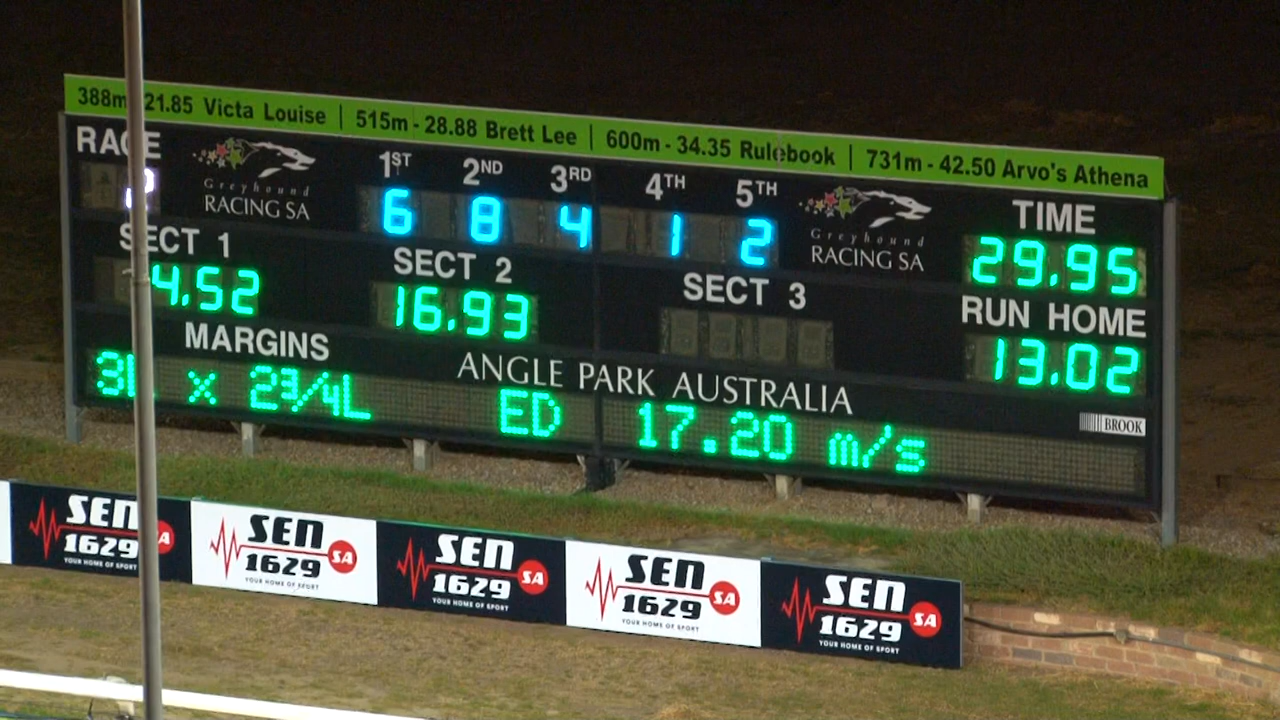 388m 21.85 Victa Louise | 515m - 28.88 Brett Lee | 600m - 34.35 Rulebook | 731m - 42.50 Arvo's Athena
RACE
Greyhound
RACING SA
1ST 2ND 3RD 4TH 5TH
6 8 4 1 2
Greyhound
RACING SA
TIME
29.95
SECT 1
4.52
SECT 2
16.93
SECT 3
RUN HOME
13.02
MARGINS
ANGLE PARK AUSTRALIA
3L x 2¾L ED 17.20 m/s
BROOK
SEN
1629 SA
SEN
1629 SA
YOUR HOME OF SPORT
SEN
1629 SA
YOUR HOME OF SPORT
SEN
1629 SA
YOUR HOME OF SPORT
SEN
1629 SA
YOUR HOME OF SPORT